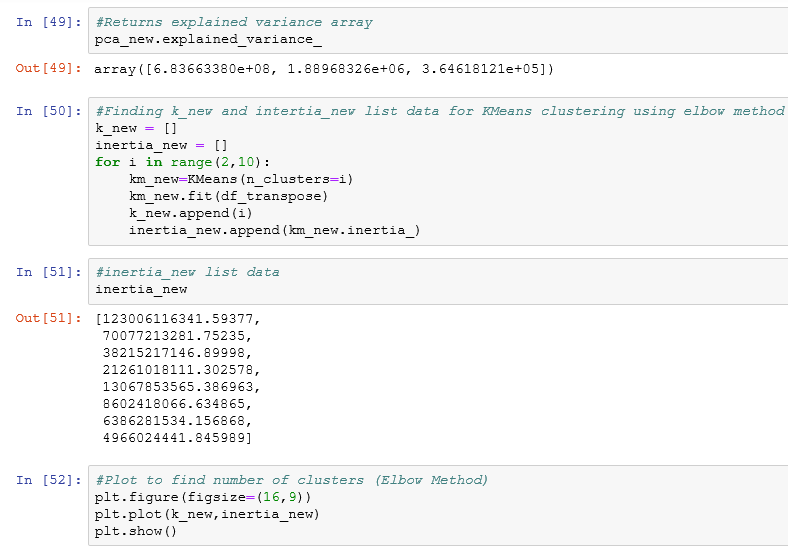 In [49]: #Returns explained variance array
pca_new.explained_variance_
Out[49]: array([6.83663380e+08, 1.88968326e+06, 3.64618121e+05])
In [50]: #Finding k_new and intertia_new list data for KMeans clustering using elbow method
k_new = []
inertia_new = []
for i in range(2,10):
    km_new=KMeans(n_clusters=i)
    km_new.fit(df_transpose)
    k_new.append(i)
    inertia_new.append(km_new.inertia_)
In [51]: #inertia_new list data
inertia_new
Out[51]: [123006116341.59377,
70077213281.75235,
38215217146.89998,
21261018111.302578,
13067853565.386963,
8602418066.634865,
6386281534.156868,
4966024441.845989]
In [52]: #Plot to find number of clusters (Elbow Method)
plt.figure(figsize=(16,9))
plt.plot(k_new,inertia_new)
plt.show()